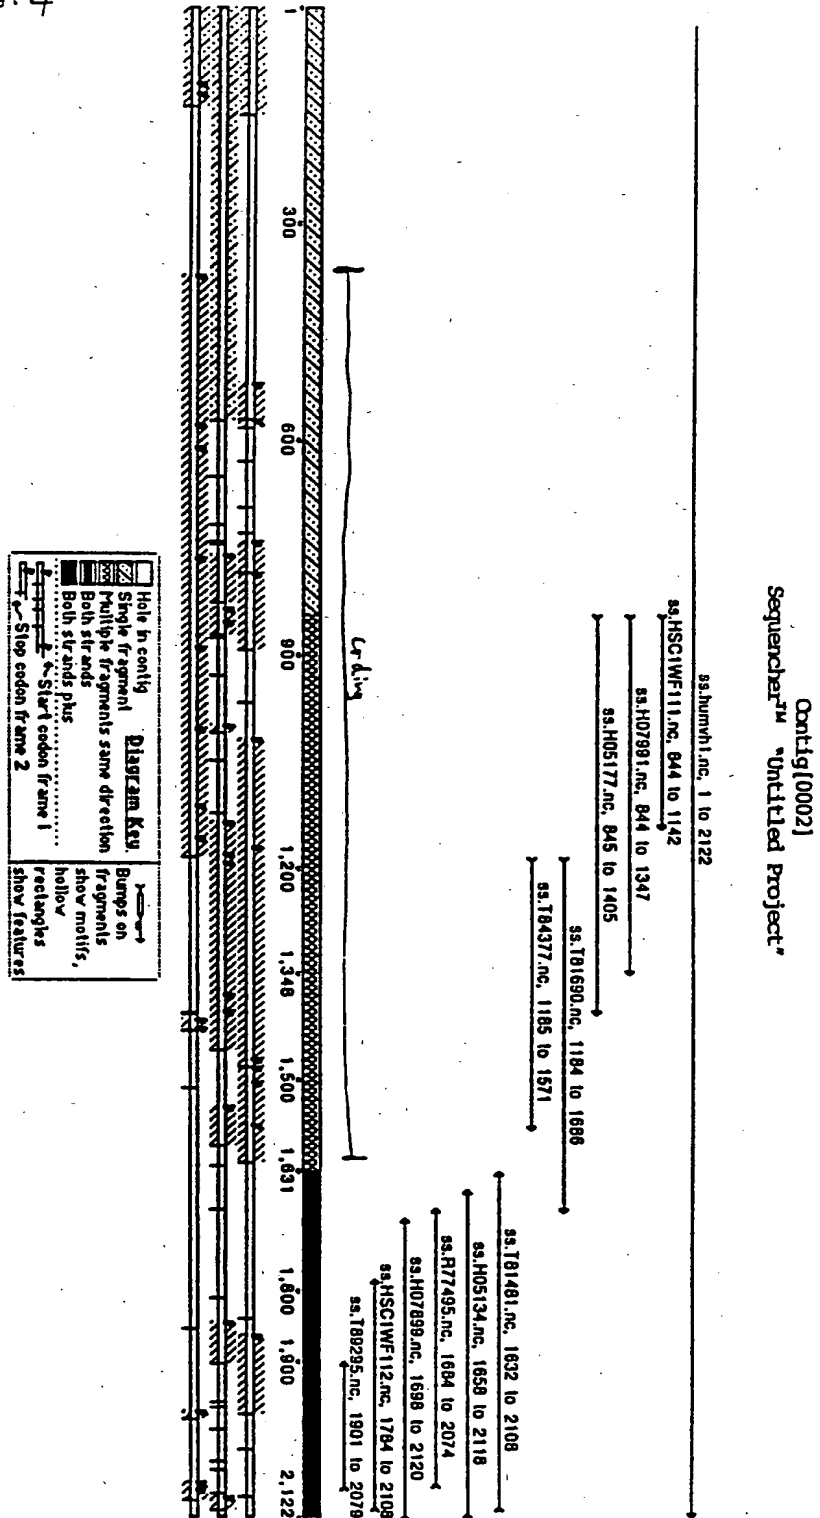 Contig[0002]
Sequencher™ "Untitled Project"
ss.humvh1.nc, 1 to 2122
ss.HSC1WF111.nc, 844 to 1142
ss.H07991.nc, 844 to 1347
ss.H05177.nc, 845 to 1405
ss.T81690.nc, 1184 to 1686
ss.T84377.nc, 1185 to 1571
ss.T81481.nc, 1632 to 2108
ss.H05134.nc, 1658 to 2118
ss.R77495.nc, 1684 to 2074
ss.H07899.nc, 1698 to 2120
ss.HSC1WF112.nc, 1784 to 2108
ss.T89295.nc, 1901 to 2079
coding
1 300 600 900 1,200 1,348 1,500 1,631 1,800 1,900 2,122
Diagram Key
Hole in contig
Single fragment
Multiple fragments same direction
Both strands
Both strands plus
Start codon frame 1
Stop codon frame 2
Bumps on
fragments
show motifs,
hollow
rectangles
show features